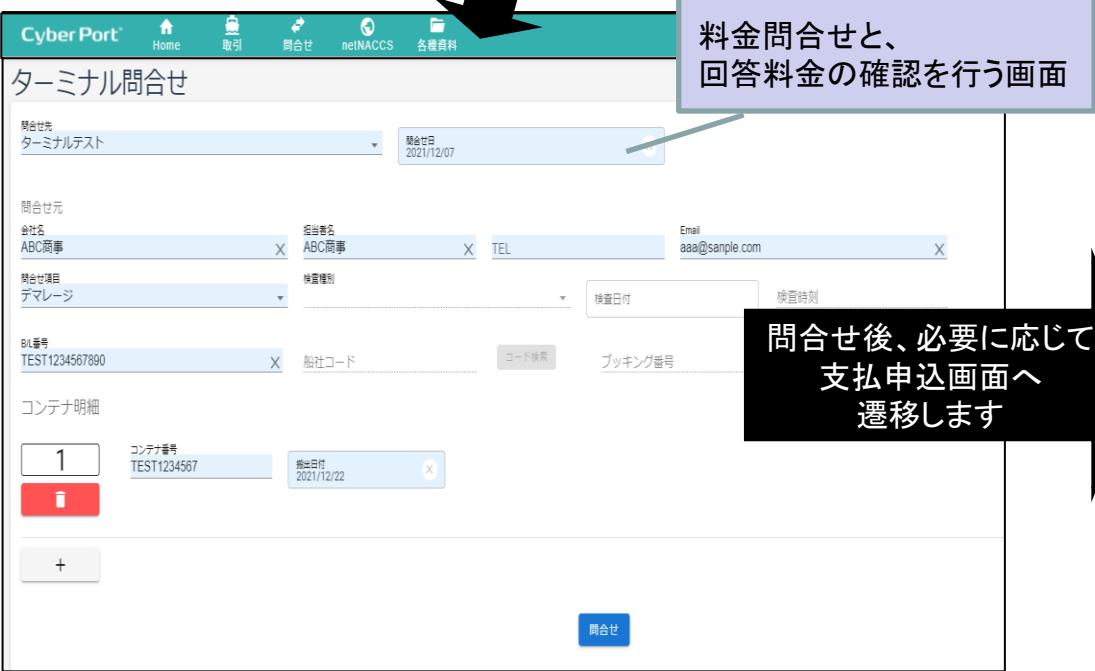 料金問合せと、
回答料金の確認を行う画面
Cyber Port
Home 取引 問合せ netNACCS 各種資料
ターミナル問合せ
問合せ先
ターミナルテスト
問合せ日
2021/12/07
問合せ元
会社名 担当者名 Email
ABC商事 X ABC商事 X TEL aaa@sanple.com X
問合せ項目 検査種別
デマレージ 検査日付 検査時刻
問合せ後、必要に応じて
支払申込画面へ
遷移します
B/L番号
TEST1234567890 X 船社コード コード検索 ブッキング番号
コンテナ明細
1
コンテナ番号
TEST1234567
搬出日付
2021/12/22 X
+
問合せ